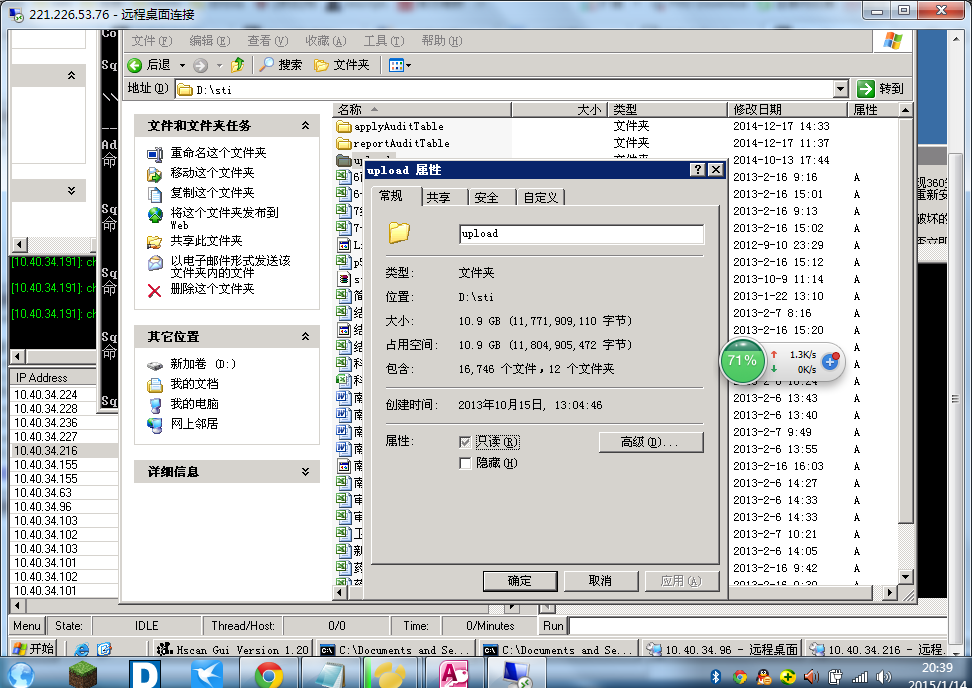 221.226.53.76 - 远程桌面连接
文件(F) 编辑(E) 查看(V) 收藏(A) 工具(T) 帮助(H)
后退 搜索 文件夹
地址(D) D:\sti 转到
名称 大小 类型 修改日期 属性
applyAuditTable 文件夹 2014-12-17 14:33
reportAuditTable 文件夹 2014-12-17 11:37
2014-10-13 17:44
2013-2-16 9:16 A
2013-2-16 15:01 A
2013-2-16 9:13 A
2013-2-16 15:02 A
2012-9-10 23:29 A
2013-2-16 15:12 A
2013-10-9 11:14 A
2013-1-22 13:10 A
2013-2-7 8:16 A
2013-2-16 15:20 A
2013-2-6 13:43 A
2013-2-6 13:40 A
2013-2-7 9:49 A
2013-2-6 13:55 A
2013-2-16 16:03 A
2013-2-6 14:27 A
2013-2-6 14:33 A
2013-2-6 14:33 A
2013-2-7 10:21 A
2013-2-6 14:05 A
2013-2-16 9:42 A
文件和文件夹任务
重命名这个文件夹
移动这个文件夹
复制这个文件夹
将这个文件夹发布到
Web
共享此文件夹
以电子邮件形式发送该
文件夹内的文件
删除这个文件夹
其它位置
新加卷 (D:)
我的文档
我的电脑
网上邻居
详细信息
upload 属性
常规 共享 安全 自定义
upload
类型: 文件夹
位置: D:\sti
大小: 10.9 GB (11,771,909,110 字节)
占用空间: 10.9 GB (11,804,905,472 字节)
包含: 16,746 个文件，12 个文件夹
创建时间: 2013年10月15日, 13:04:46
属性: 只读(R) 高级(D)...
隐藏(H)
确定 取消 应用(A)
71% 1.3K/s
0K/s
[10.40.34.191]: ch
[10.40.34.191]: ch
[10.40.34.191]: ch
IP Address
10.40.34.224
10.40.34.228
10.40.34.236
10.40.34.227
10.40.34.216
10.40.34.155
10.40.34.155
10.40.34.63
10.40.34.96
10.40.34.103
10.40.34.102
10.40.34.103
10.40.34.101
10.40.34.102
10.40.34.101
Menu State: IDLE Thread/Host: 0/0 Time: 0/Minutes Run
开始 Hscan Gui Version 1.20 C:\Documents and Se... C:\Documents and Se... 10.40.34.96 - 远程桌面 10.40.34.216 - 远程
20:39
2015/1/14